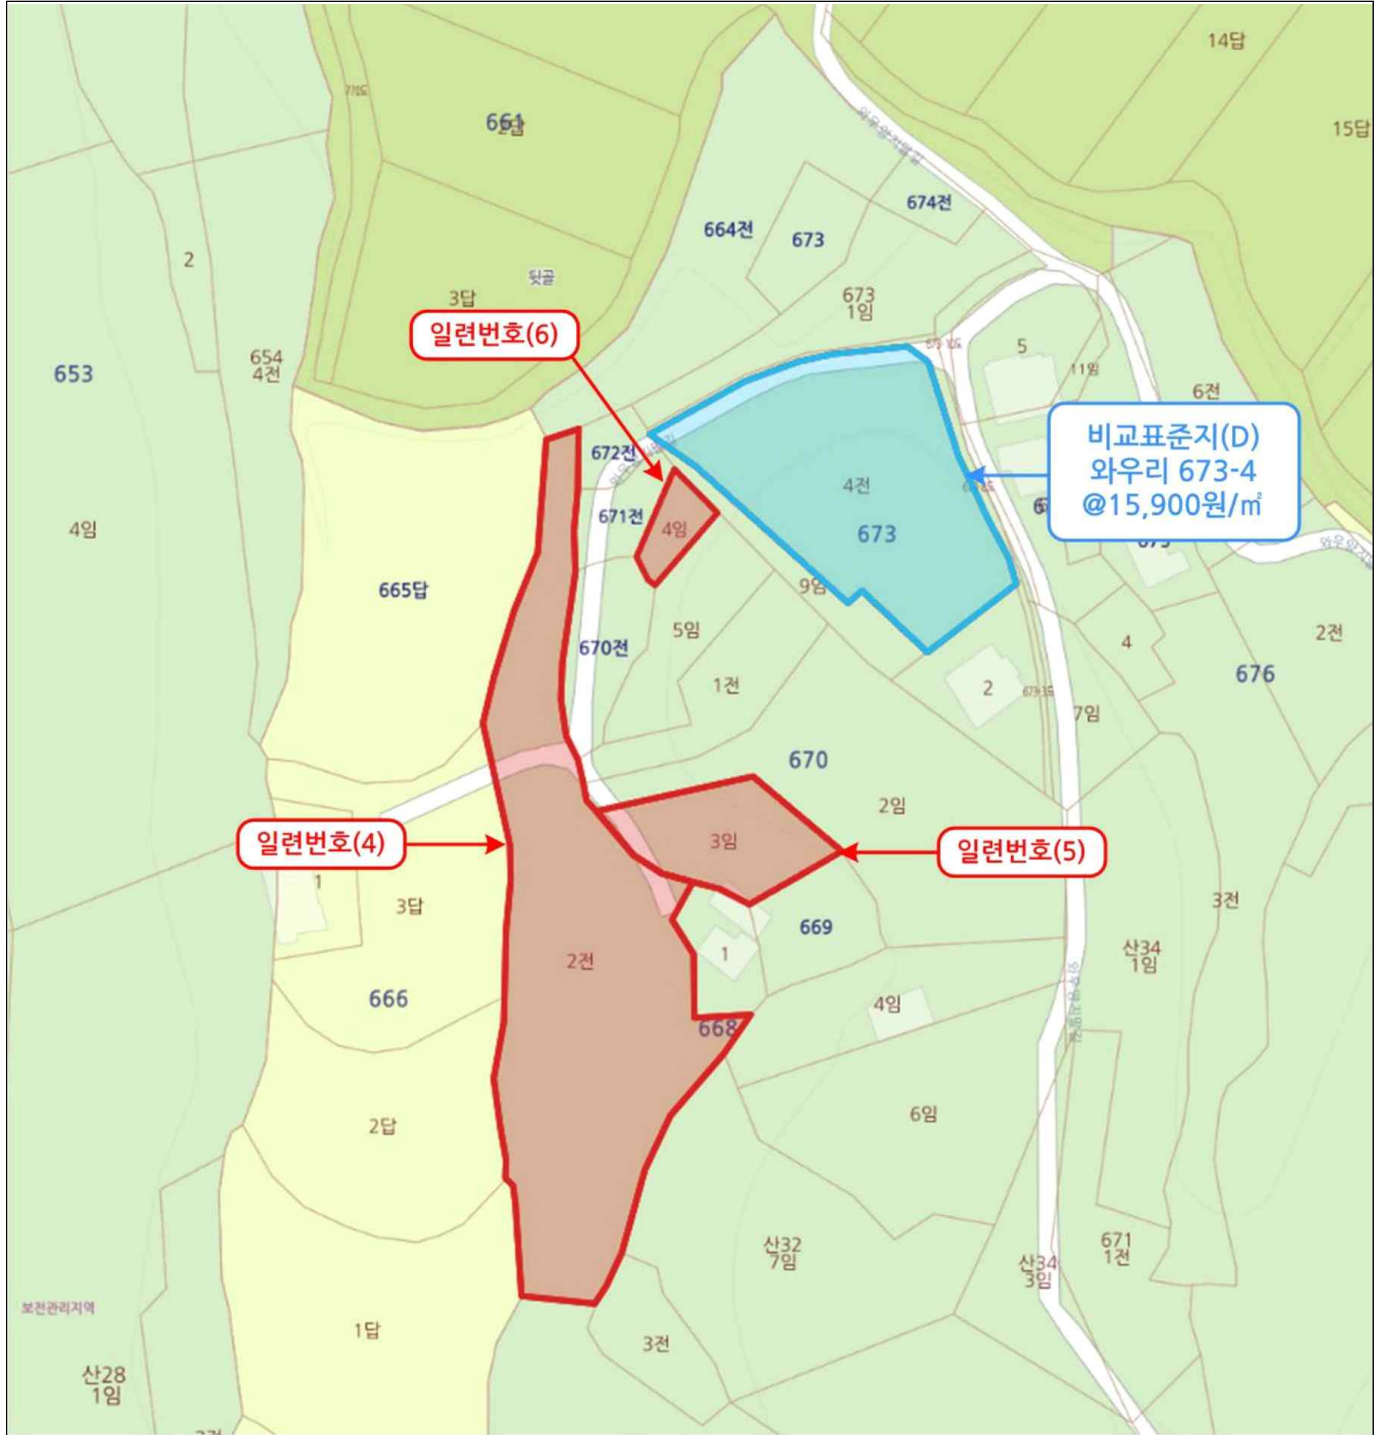 14답
15답
661
2답
674전
664전
673
2
뒷골
3답
673
1임
일련번호(6)
654
4전
5
11임
6전
653
비교표준지(D)
와우리 673-4
@15,900원/㎡
672전
4전
671전
4임
4임
673
665답
9임
5임
670전
4
2전
676
1전
2
7임
670
2임
3임
일련번호(4)
일련번호(5)
1
3답
3전
669
산34
1임
2전
1
666
4임
668
6임
2답
산32
7임
671
1전
산34
3임
보전관리지역
1답
3전
산28
1임